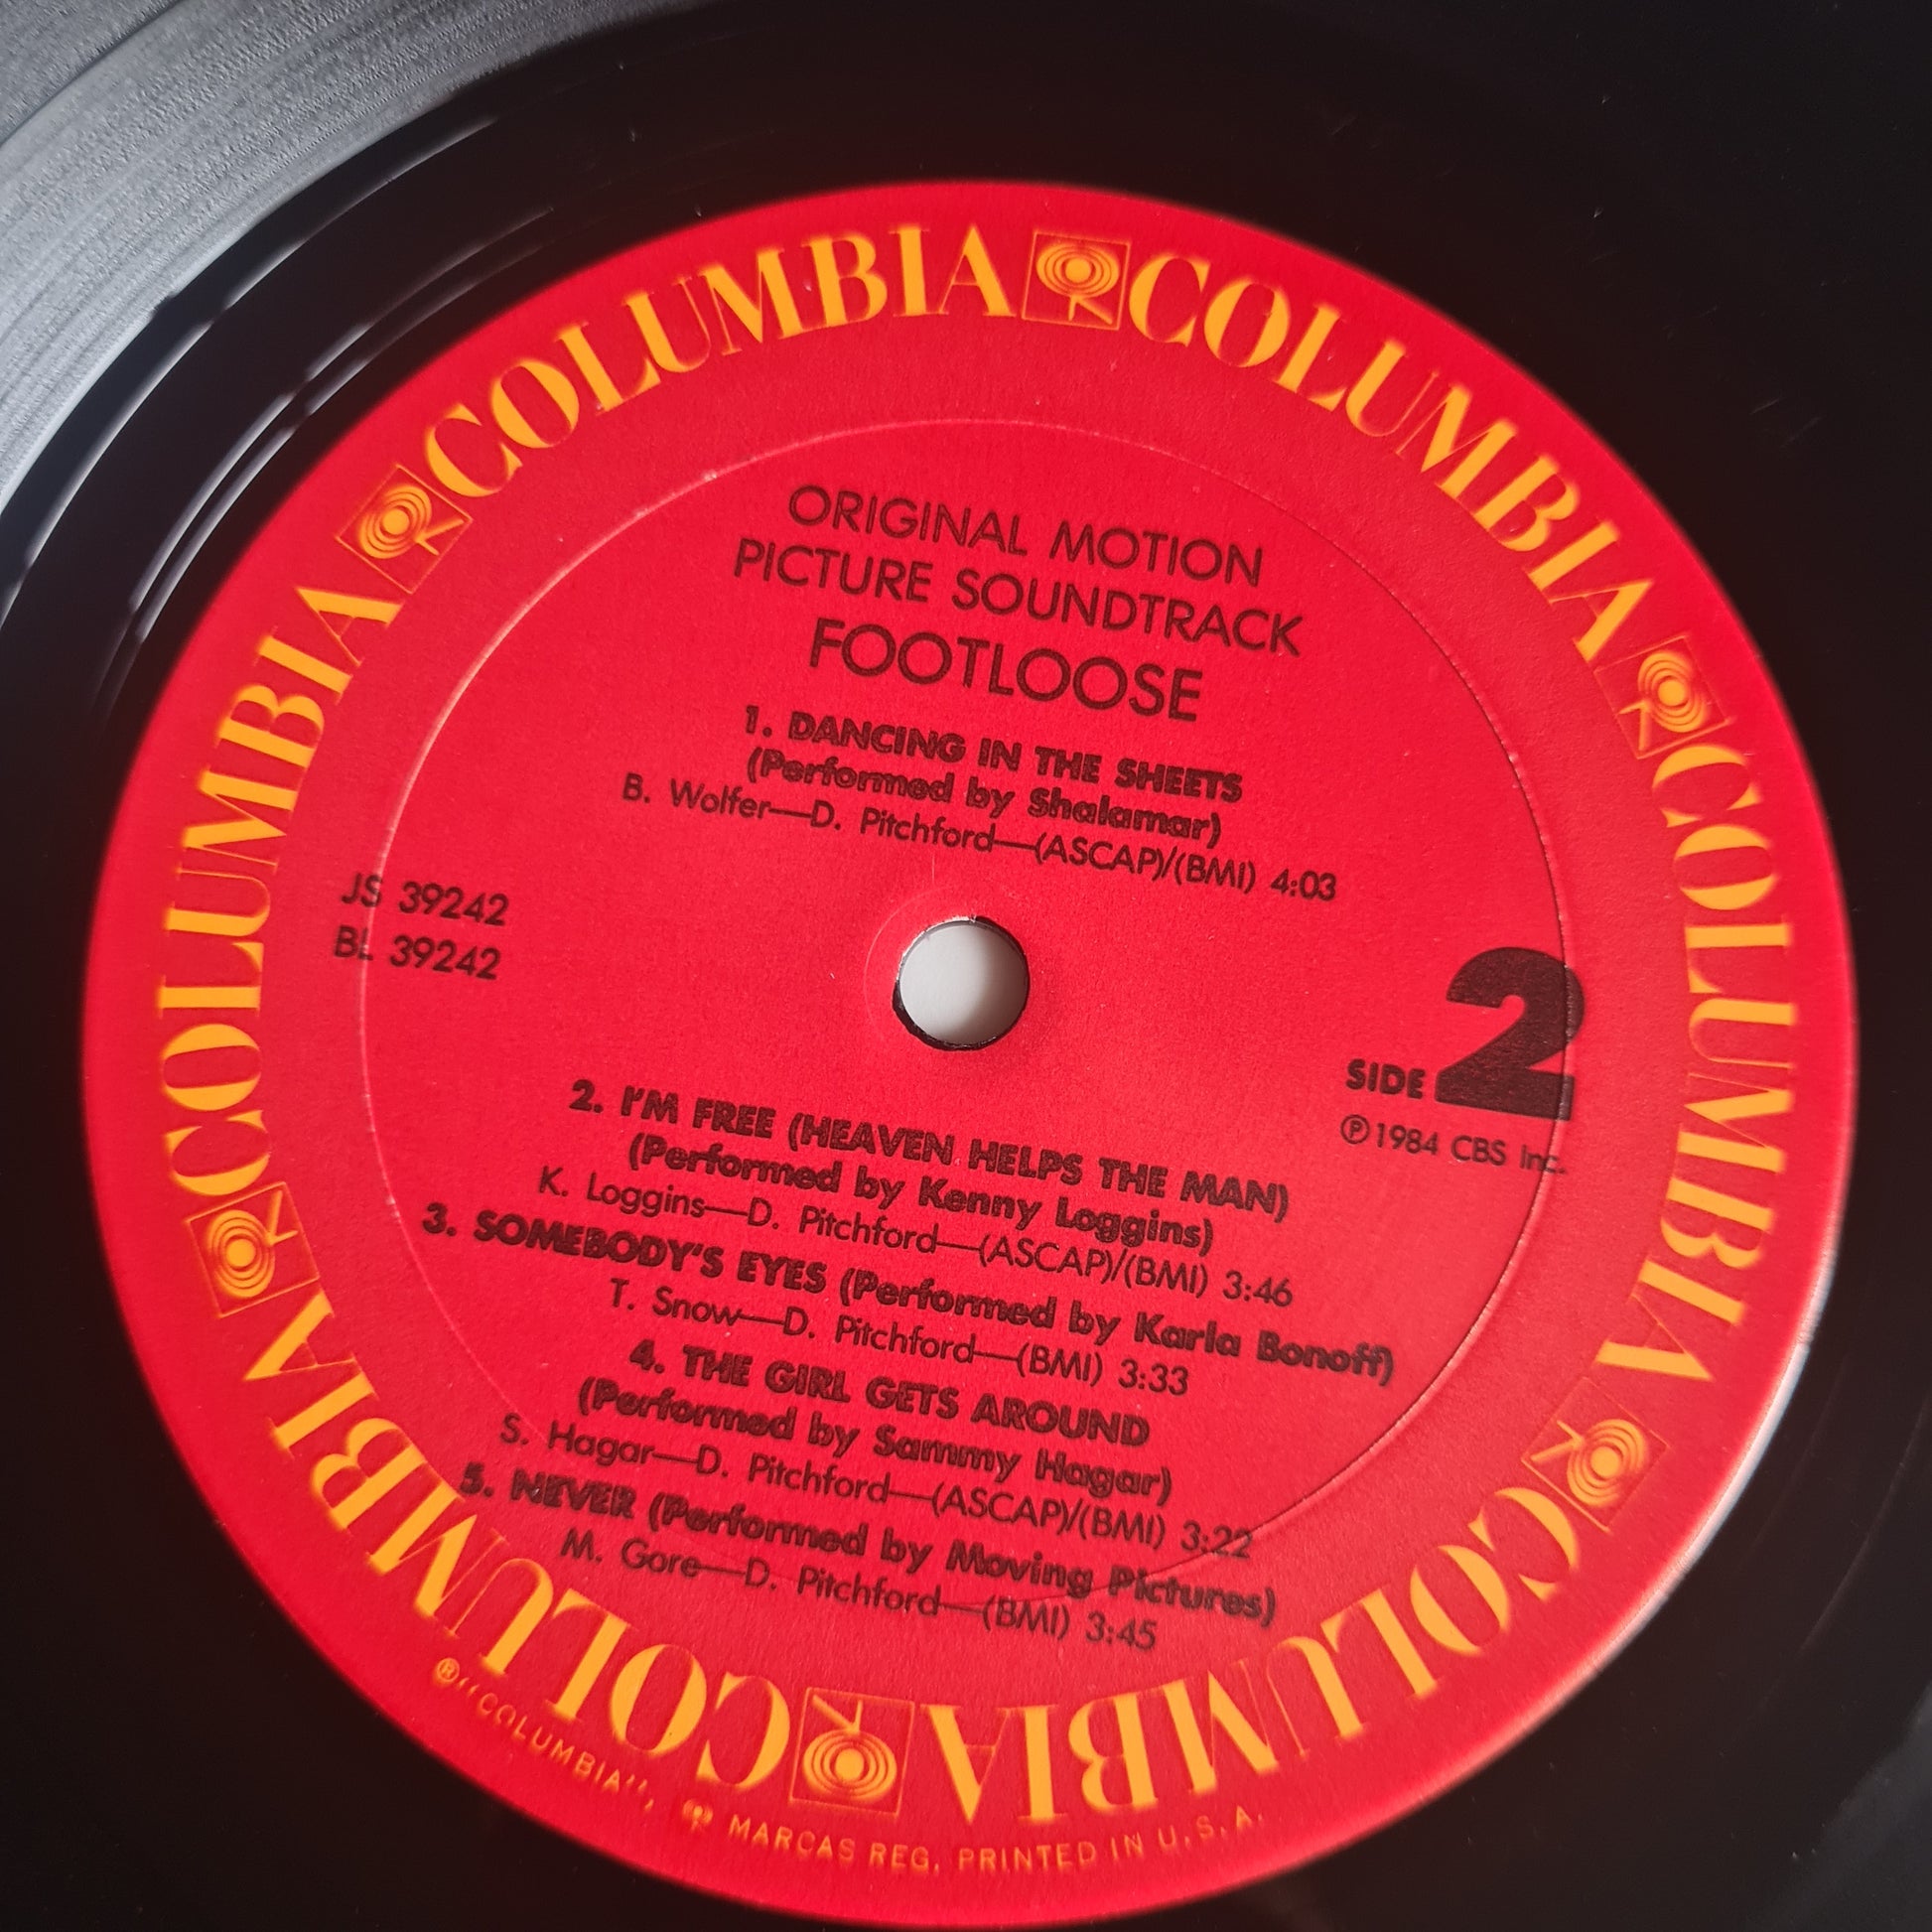 COLUMBIA COLUMBIA COLUMBIA COLUMBIA COLUMBIA COLUMBIA
ORIGINAL MOTION
PICTURE SOUNDTRACK
FOOTLOOSE
1. DANCING IN THE SHEETS
(Performed by Shalamar)
B. Wolfer—D. Pitchford—(ASCAP)/(BMI) 4:03
JS 39242
BL 39242
SIDE 2
℗ 1984 CBS Inc.
2. I'M FREE (HEAVEN HELPS THE MAN)
(Performed by Kenny Loggins)
K. Loggins—D. Pitchford—(ASCAP)/(BMI) 3:46
3. SOMEBODY'S EYES (Performed by Karla Bonoff)
T. Snow—D. Pitchford—(BMI) 3:33
4. THE GIRL GETS AROUND
(Performed by Sammy Hagar)
S. Hagar—D. Pitchford—(ASCAP)/(BMI) 3:22
5. NEVER (Performed by Moving Pictures)
M. Gore—D. Pitchford—(BMI) 3:45
® "COLUMBIA", MARCAS REG. PRINTED IN U.S.A.